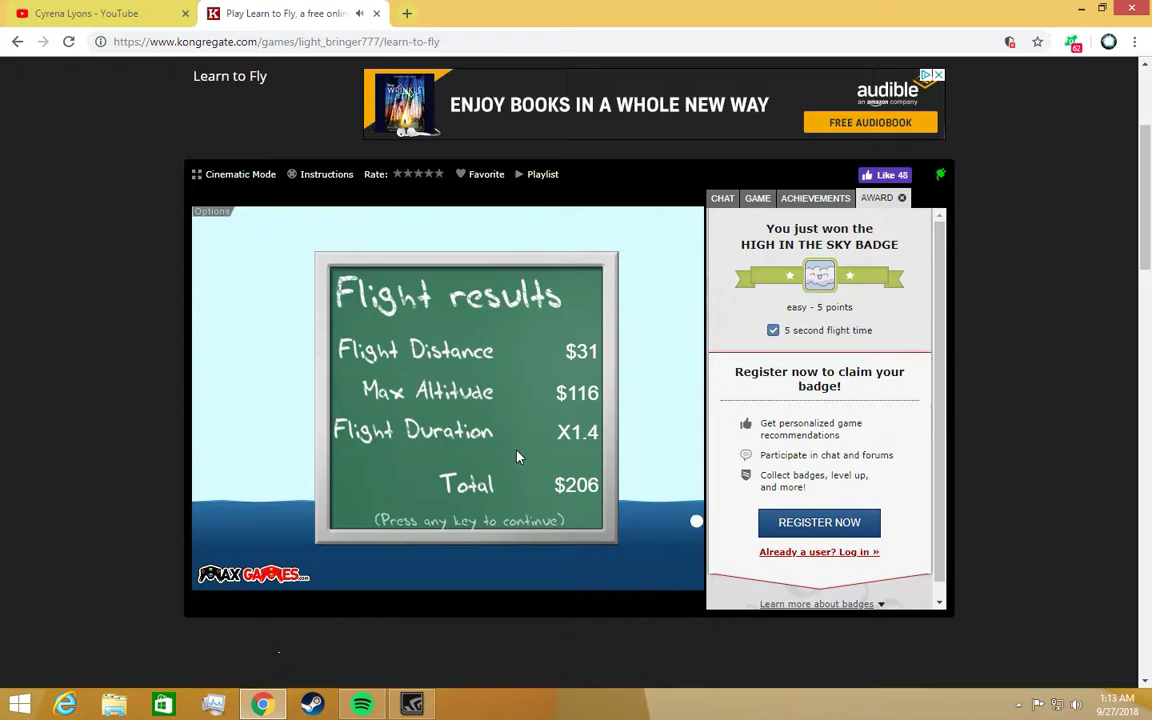 Cyrena Lyons - YouTube
Play Learn to Fly, a free onlin
https://www.kongregate.com/games/light_bringer777/learn-to-fly
62
Learn to Fly
ENJOY BOOKS IN A WHOLE NEW WAY
audible
an amazon company
FREE AUDIOBOOK
Cinematic Mode
Instructions
Rate:
Favorite
Playlist
Like 48
CHAT
GAME
ACHIEVEMENTS
AWARD
Options
Flight results
Flight Distance $31
Max Altitude $116
Flight Duration X1.4
Total $206
(Press any key to continue)
MAX GAMES.com
You just won the
HIGH IN THE SKY BADGE
easy - 5 points
5 second flight time
Register now to claim your
badge!
Get personalized game
recommendations
Participate in chat and forums
Collect badges, level up,
and more!
REGISTER NOW
Already a user? Log in »
Learn more about badges
1:13 AM
9/27/2018